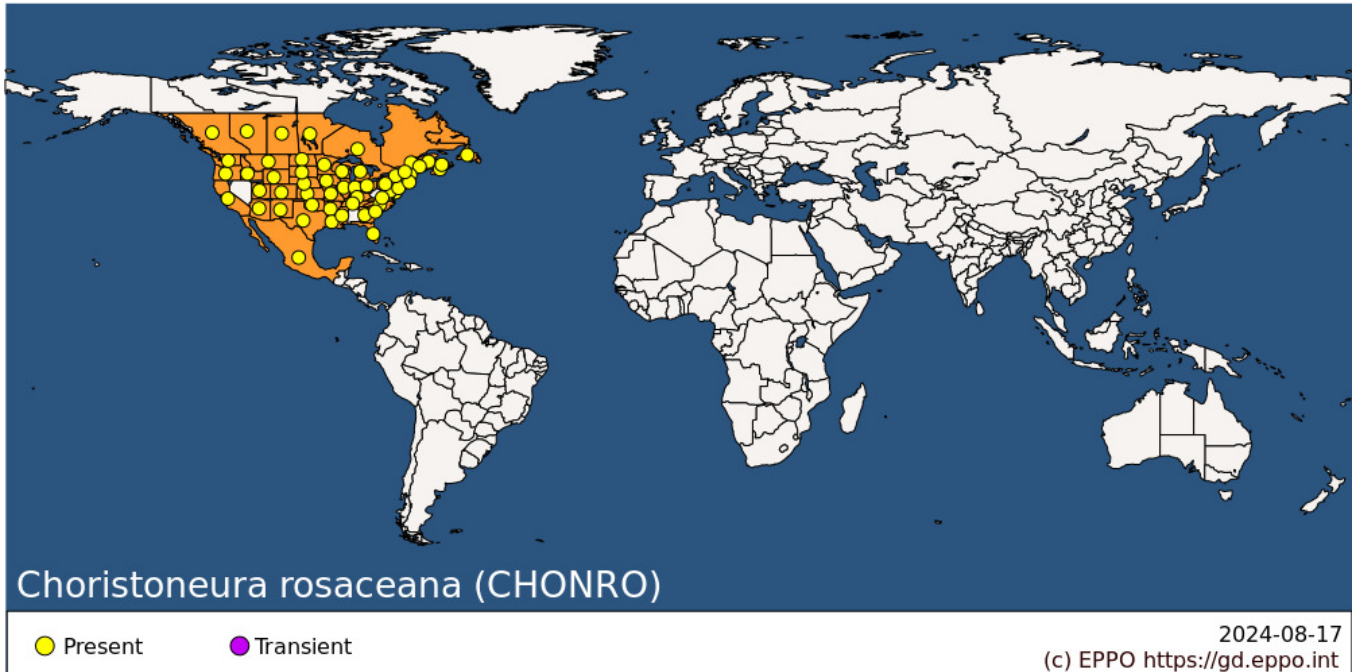 Choristoneura rosaceana (CHONRO)
Present
Transient
2024-08-17
(c) EPPO https://gd.eppo.int